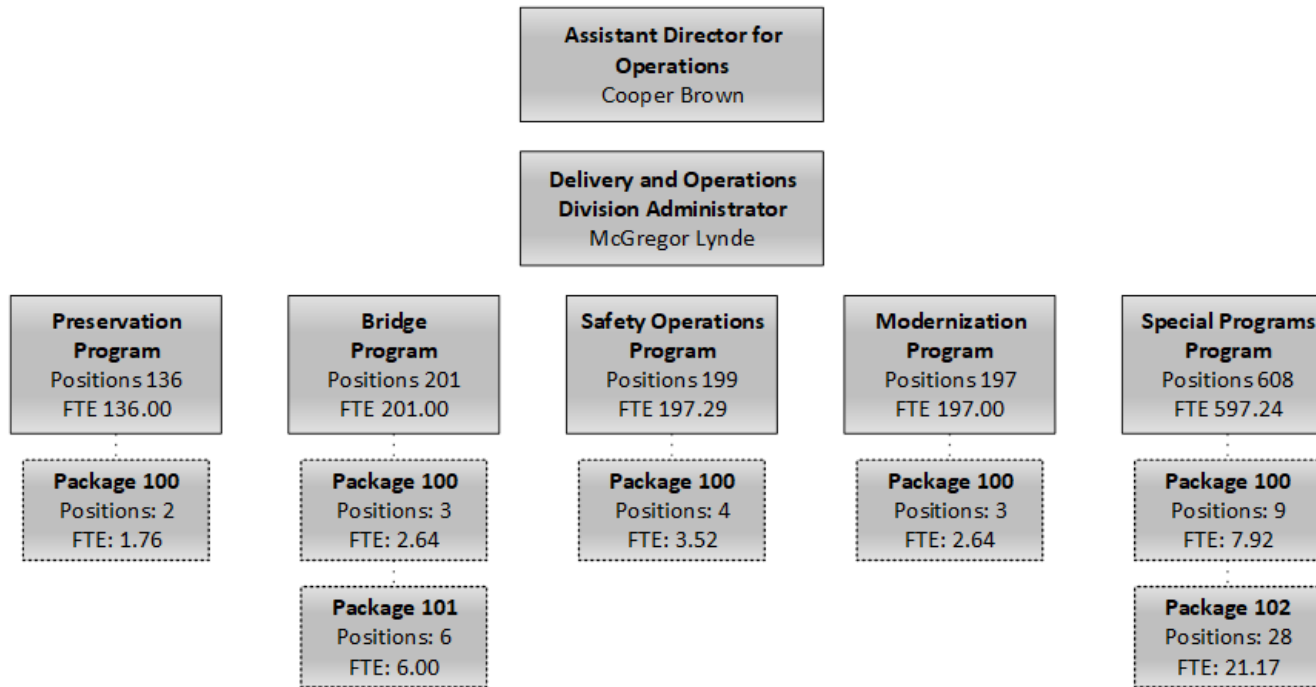 Assistant Director for
Operations
Cooper Brown
Delivery and Operations
Division Administrator
McGregor Lynde
Preservation
Program
Positions 136
FTE 136.00
Bridge
Program
Positions 201
FTE 201.00
Safety Operations
Program
Positions 199
FTE 197.29
Modernization
Program
Positions 197
FTE 197.00
Special Programs
Program
Positions 608
FTE 597.24
Package 100
Positions: 2
FTE: 1.76
Package 100
Positions: 3
FTE: 2.64
Package 100
Positions: 4
FTE: 3.52
Package 100
Positions: 3
FTE: 2.64
Package 100
Positions: 9
FTE: 7.92
Package 101
Positions: 6
FTE: 6.00
Package 102
Positions: 28
FTE: 21.17